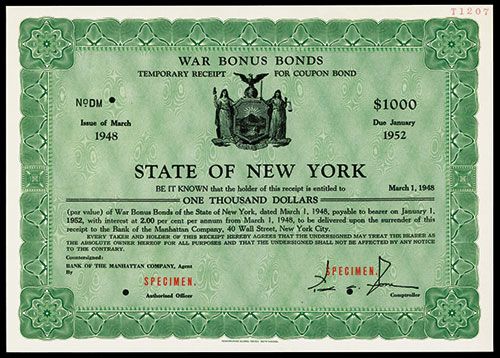 T1207
WAR BONUS BONDS
TEMPORARY RECEIPT FOR COUPON BOND
NoDM
$1000
Issue of March
1948
Due January
1952
STATE OF NEW YORK
BE IT KNOWN that the holder of this receipt is entitled to March 1, 1948
ONE THOUSAND DOLLARS
(par value) of War Bonus Bonds of the State of New York, dated March 1, 1948, payable to bearer on January 1,
1952, with interest at 2.00 per cent per annum from March 1, 1948, to be delivered upon the surrender of this
receipt to the Bank of the Manhattan Company, 40 Wall Street, New York City.
EVERY TAKER AND HOLDER OF THIS RECEIPT HEREBY AGREES THAT THE UNDERSIGNED MAY TREAT THE BEARER AS
THE ABSOLUTE OWNER HEREOF FOR ALL PURPOSES AND THAT THE UNDERSIGNED SHALL NOT BE AFFECTED BY ANY NOTICE
TO THE CONTRARY.
Countersigned:
BANK OF THE MANHATTAN COMPANY, Agent
By
SPECIMEN.
Authorized Officer
SPECIMEN.
Comptroller